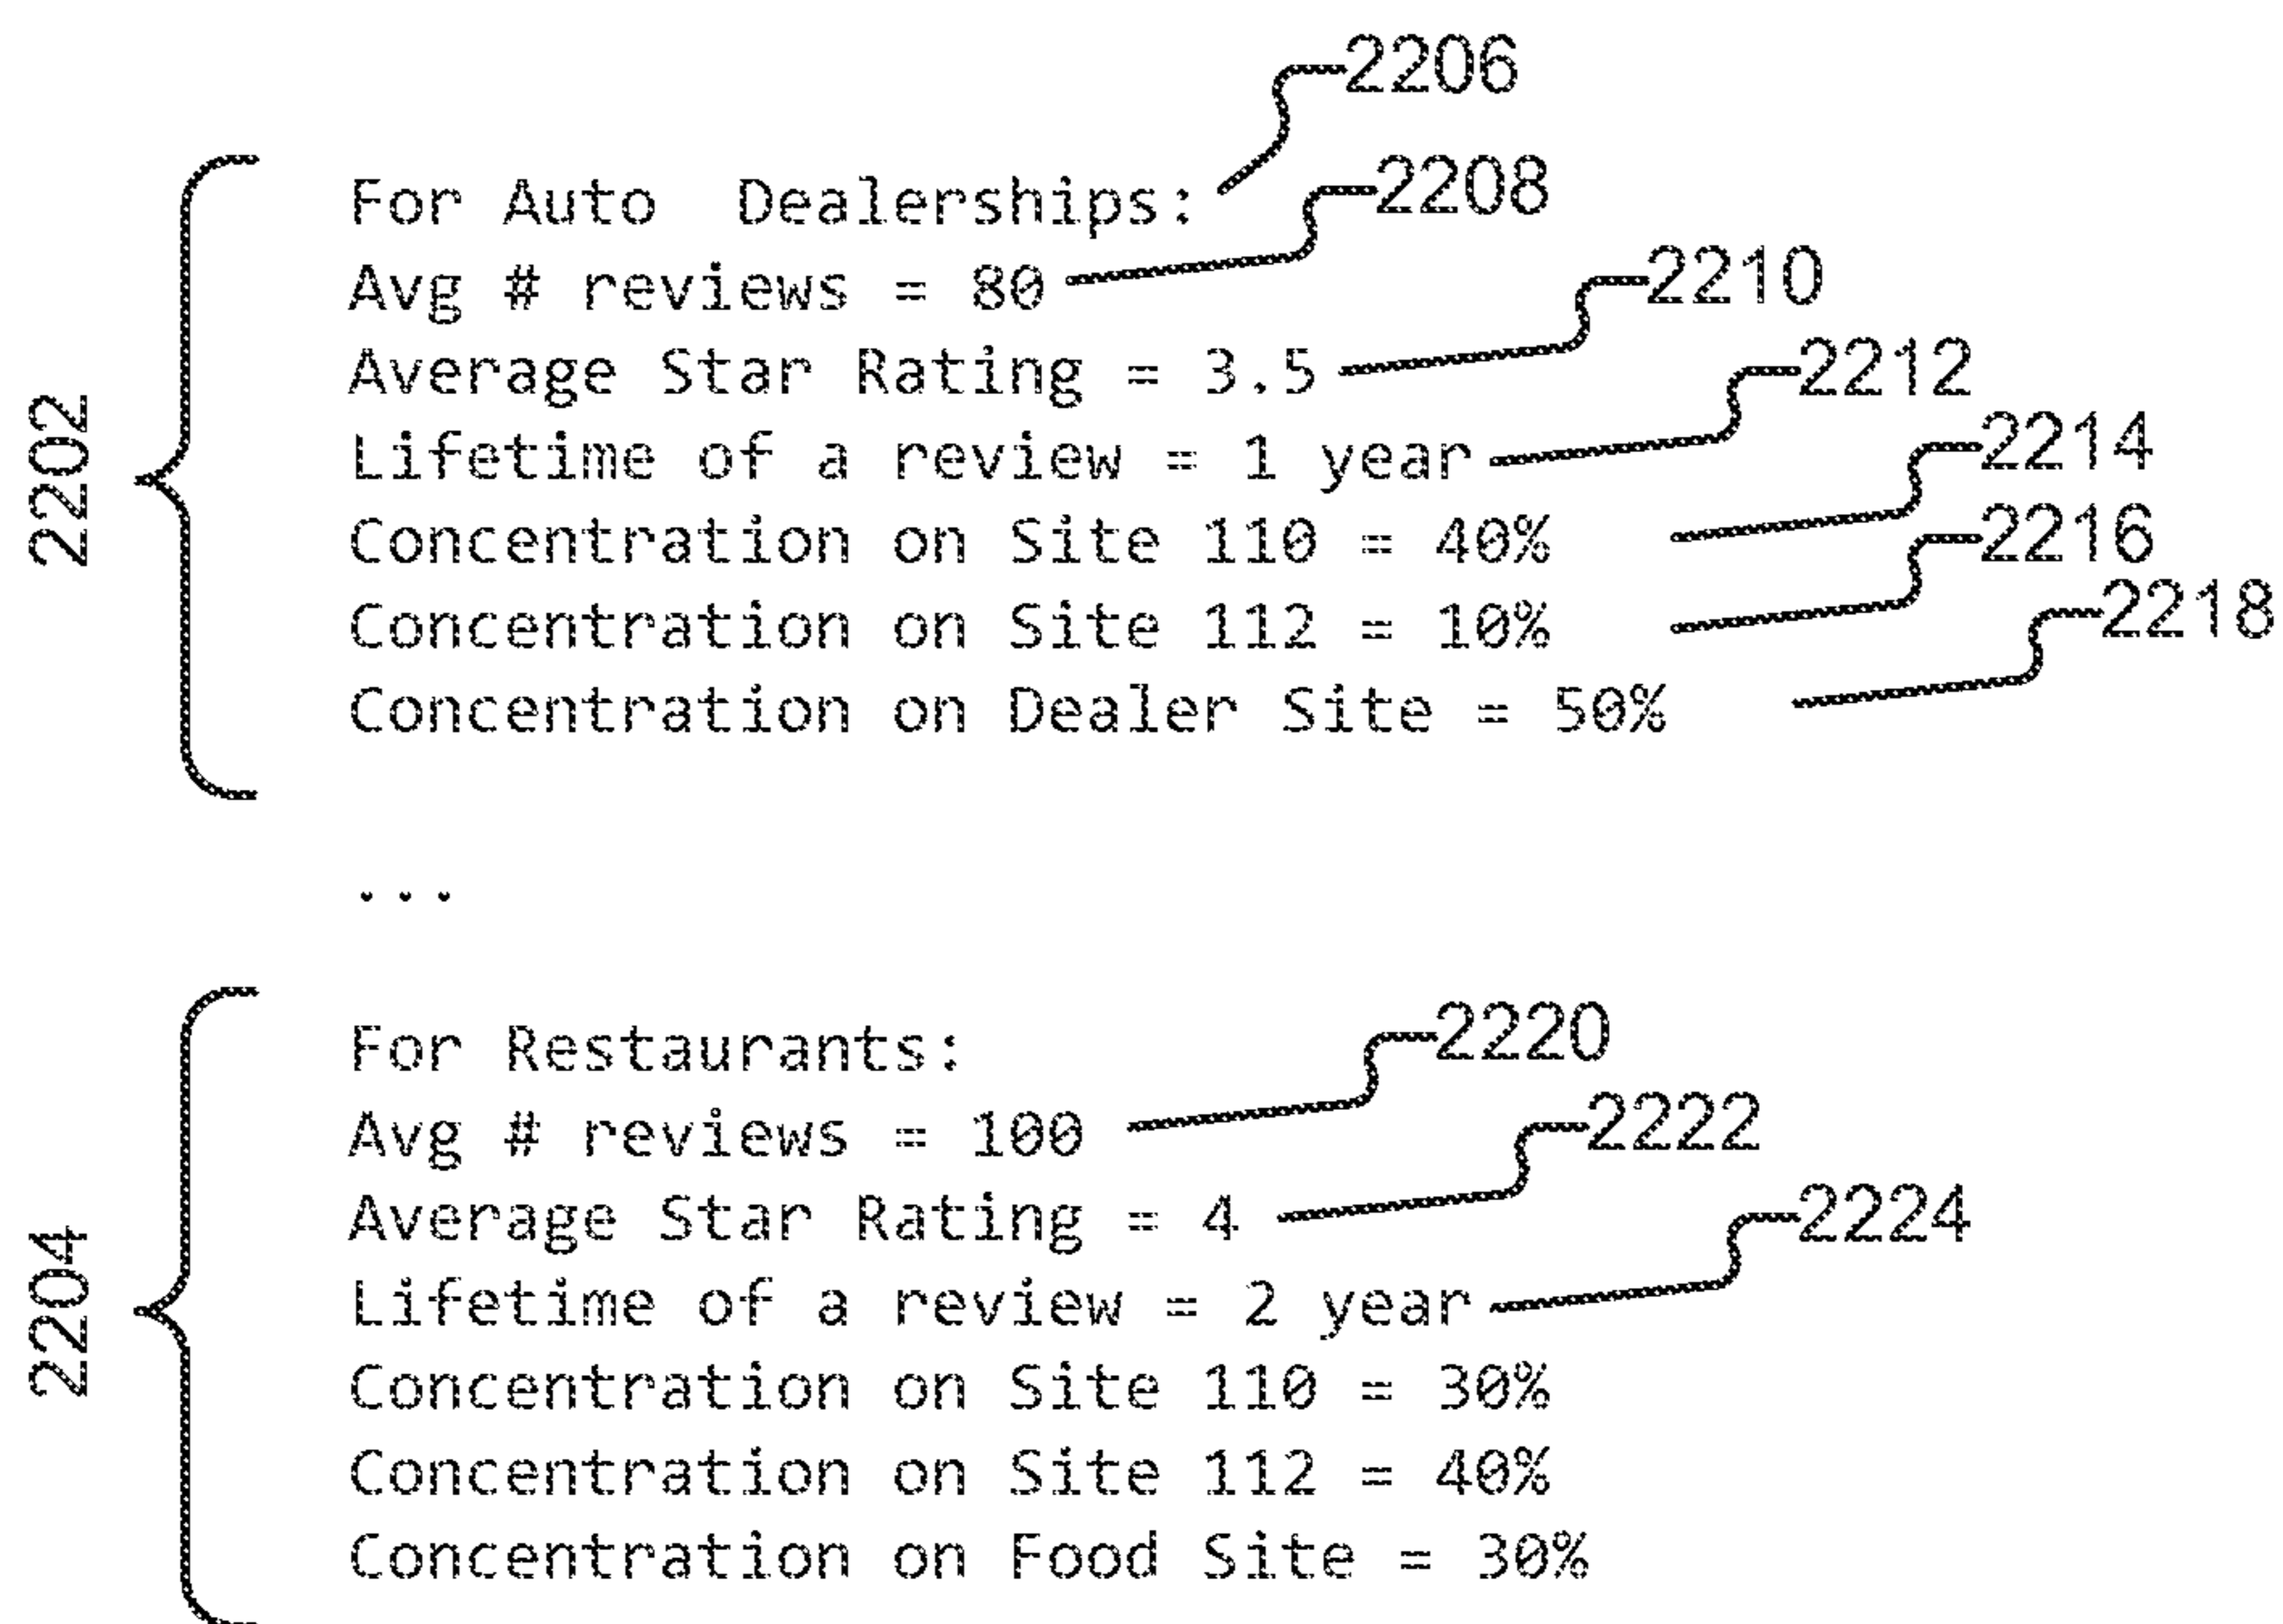 2206
For Auto  Dealerships:
2208
Avg # reviews = 80
2210
Average Star Rating = 3.5
2212
Lifetime of a review = 1 year
2214
Concentration on Site 110 = 40%
2216
Concentration on Site 112 = 10%
2218
Concentration on Dealer Site = 50%
2202
...
For Restaurants:
2220
Avg # reviews = 100
2222
Average Star Rating = 4
2224
Lifetime of a review = 2 year
Concentration on Site 110 = 30%
Concentration on Site 112 = 40%
Concentration on Food Site = 30%
2204